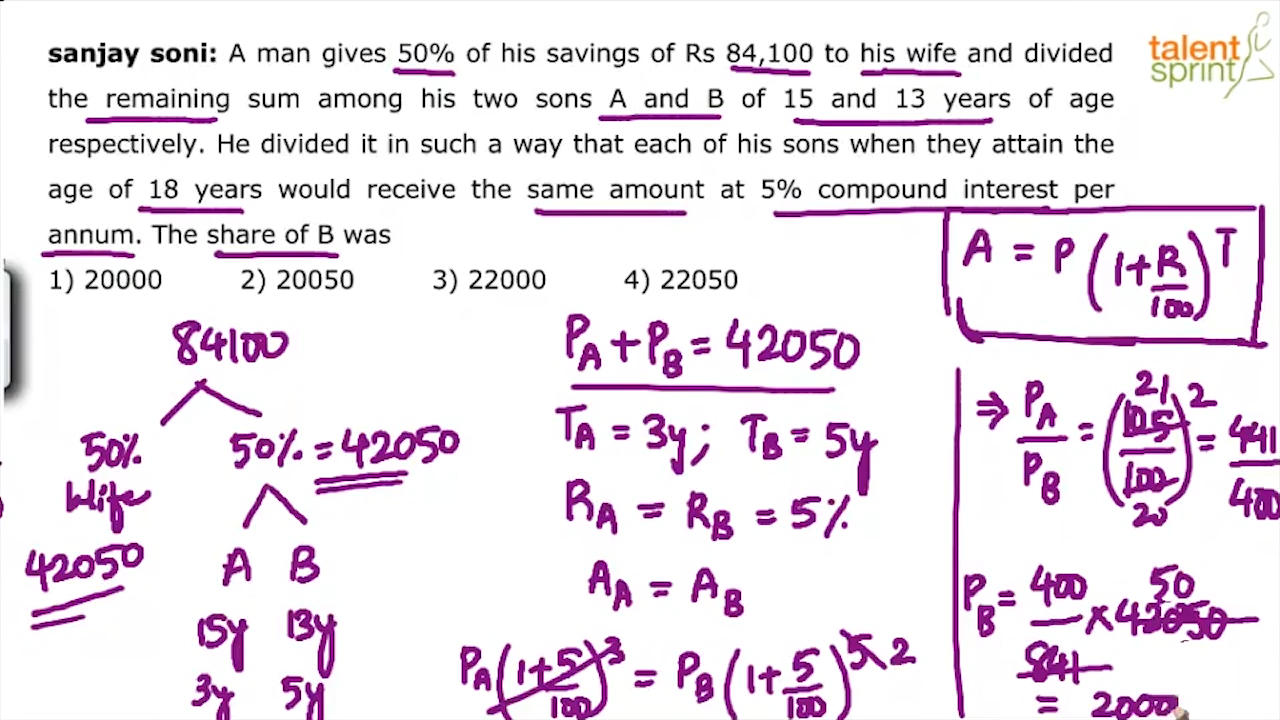 talent
sprint
sanjay soni: A man gives 50% of his savings of Rs 84,100 to his wife and divided
the remaining sum among his two sons A and B of 15 and 13 years of age
respectively. He divided it in such a way that each of his sons when they attain the
age of 18 years would receive the same amount at 5% compound interest per
annum. The share of B was
1) 20000 2) 20050 3) 22000 4) 22050
A = P (1+R/100)^T
84100
50% 50% = 42050
Wife
42050
A B
15y 13y
3y 5y
P_A + P_B = 42050
T_A = 3y; T_B = 5y
R_A = R_B = 5%
A_A = A_B
P_A (1+5/100)^3 = P_B (1+5/100)^5 2
⇒ P_A/P_B = (21 105/100 20)^2 = 441/400
P_B = 400/841 × 42050 50
= 20000